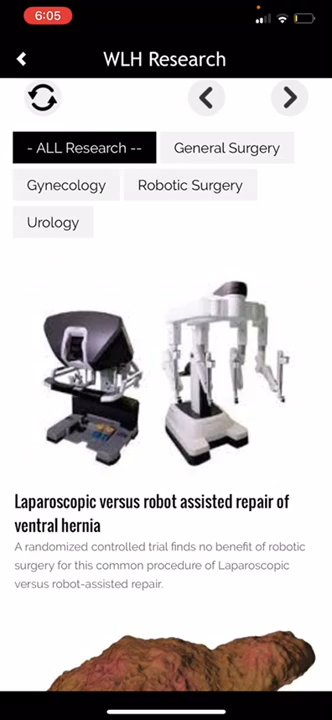 6:05
WLH Research
- ALL Research --
General Surgery
Gynecology
Robotic Surgery
Urology
Laparoscopic versus robot assisted repair of
ventral hernia
A randomized controlled trial finds no benefit of robotic
surgery for this common procedure of Laparoscopic
versus robot-assisted repair.